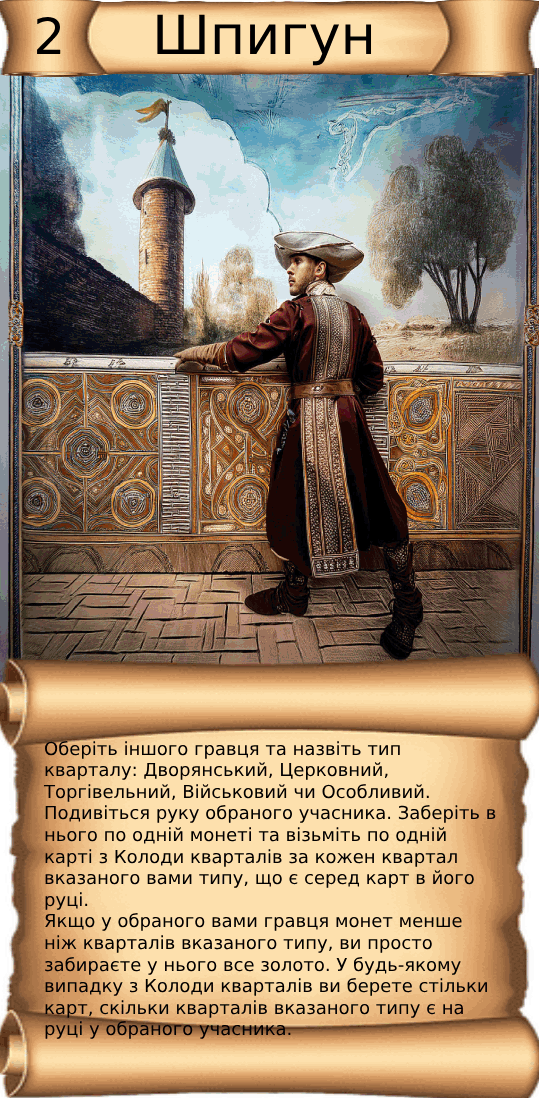 2 Шпигун
Оберіть іншого гравця та назвіть тип
кварталу: Дворянський, Церковний,
Торгівельний, Військовий чи Особливий.
Подивіться руку обраного учасника. Заберіть в
нього по одній монеті та візьміть по одній
карті з Колоди кварталів за кожен квартал
вказаного вами типу, що є серед карт в його
руці.
Якщо у обраного вами гравця монет менше
ніж кварталів вказаного типу, ви просто
забираєте у нього все золото. У будь-якому
випадку з Колоди кварталів ви берете стільки
карт, скільки кварталів вказаного типу є на
руці у обраного учасника.